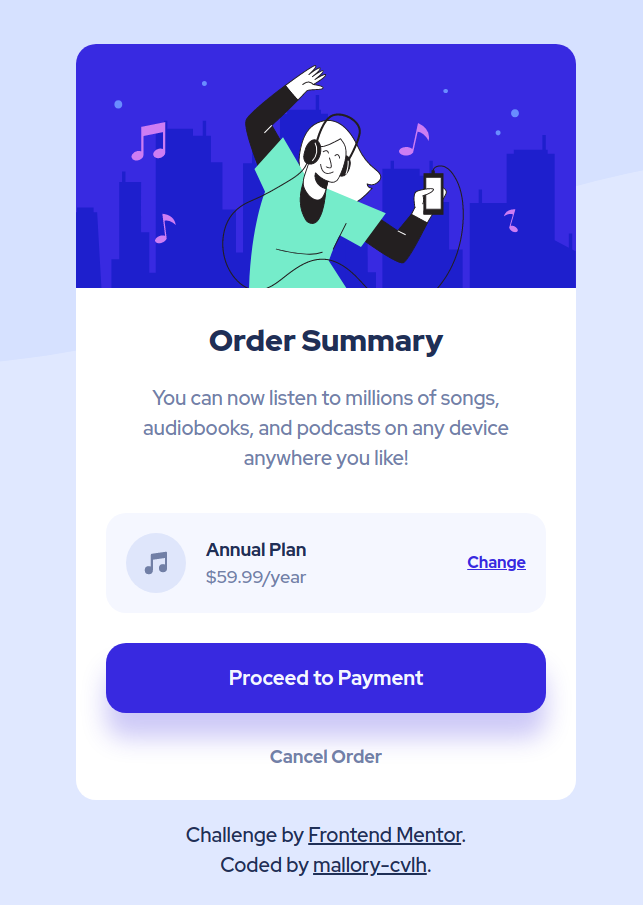 Order Summary
You can now listen to millions of songs,
audiobooks, and podcasts on any device
anywhere you like!
Annual Plan
$59.99/year
Change
Proceed to Payment
Cancel Order
Challenge by Frontend Mentor.
Coded by mallory-cvlh.